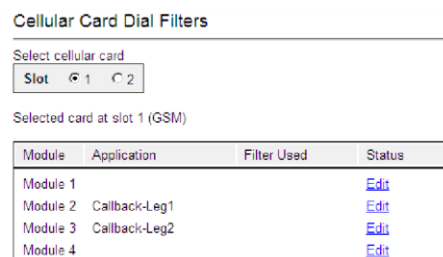 Cellular Card Dial Filters
Select cellular card
Slot 1 2
Selected card at slot 1 (GSM)
Module Application Filter Used Status
Module 1 Edit
Module 2 Callback-Leg1 Edit
Module 3 Callback-Leg2 Edit
Module 4 Edit